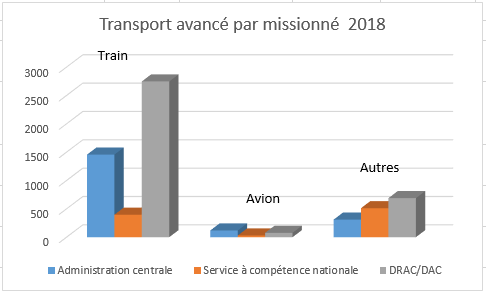 Transport avancé par missionné 2018
Train
Avion
Autres
3000
2500
2000
1500
1000
500
0
Administration centrale
Service à compétence nationale
DRAC/DAC